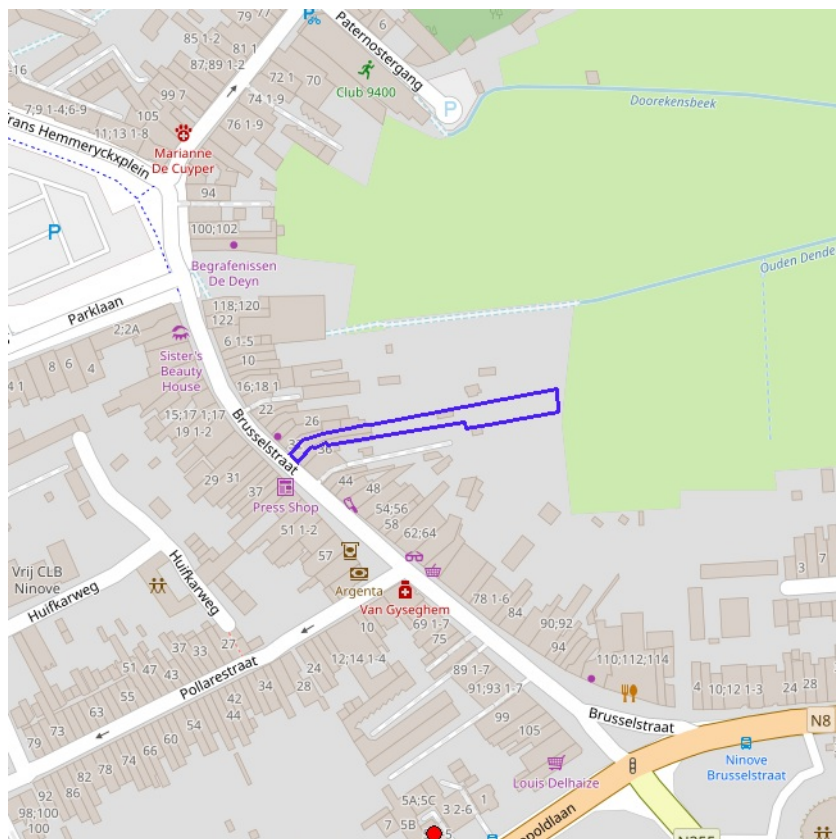 79
77
85 1-2
81 1
87;89 1-2
-16
99 7
7;9 1-4;6-9
105
11;13 1-8
Frans Hemmeryckxplein
Marianne
De Cuyper
72 1
70
74 1-9
76 1-9
Club 9400
Paternostergang
P
Doorekensbeek
94
100;102
P
Begrafenissen
De Deyn
Ouden Dende
Parklaan
118;120
122
2;2A
6 1-5
10
8
6
4
4 1
Sister's
Beauty
House
16;18 1
22
26
15;17 1;17
19 1-2
Brusselstraat
36
29
31
37
Press Shop
44
48
54;56
58
62;64
51 1-2
57
Argenta
Van Gyseghem
Vrij CLB
Ninove
Huifkarweg
Huifkarweg
3
7
78 1-6
84
90;92
94
110;112;114
10
69 1-7
75
12;14 1-4
27
33
37
47
43
51
55
63
73
79
Pollarestraat
24
28
34
42
44
54
60
66
74
78
82
86
92
98;100
100
89 1-7
91;93 1-7
99
105
4
10;12 1-3
24
28
Brusselstraat
N8
Ninove
Brusselstraat
Louis Delhaize
5A;5C
3 2-6
1
7
5B
opoldlaan
N255